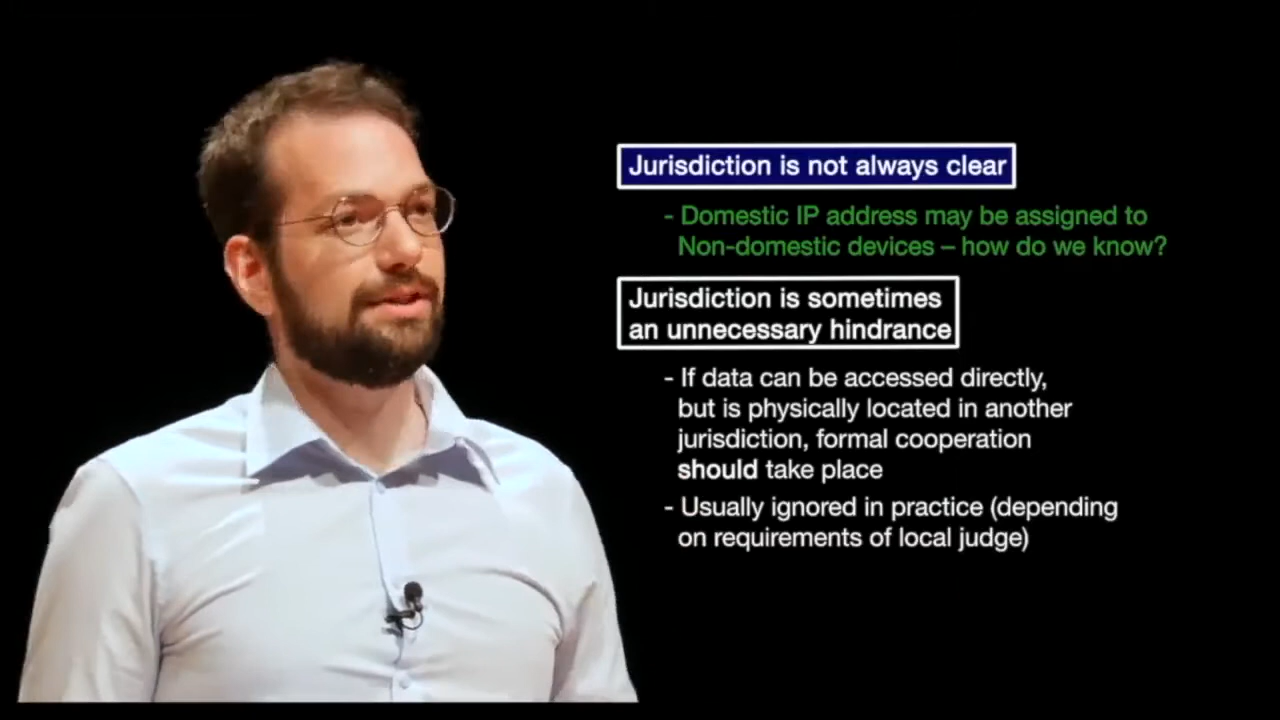 Jurisdiction is not always clear
- Domestic IP address may be assigned to
Non-domestic devices – how do we know?
Jurisdiction is sometimes
an unnecessary hindrance
- If data can be accessed directly,
but is physically located in another
jurisdiction, formal cooperation
should take place
- Usually ignored in practice (depending
on requirements of local judge)